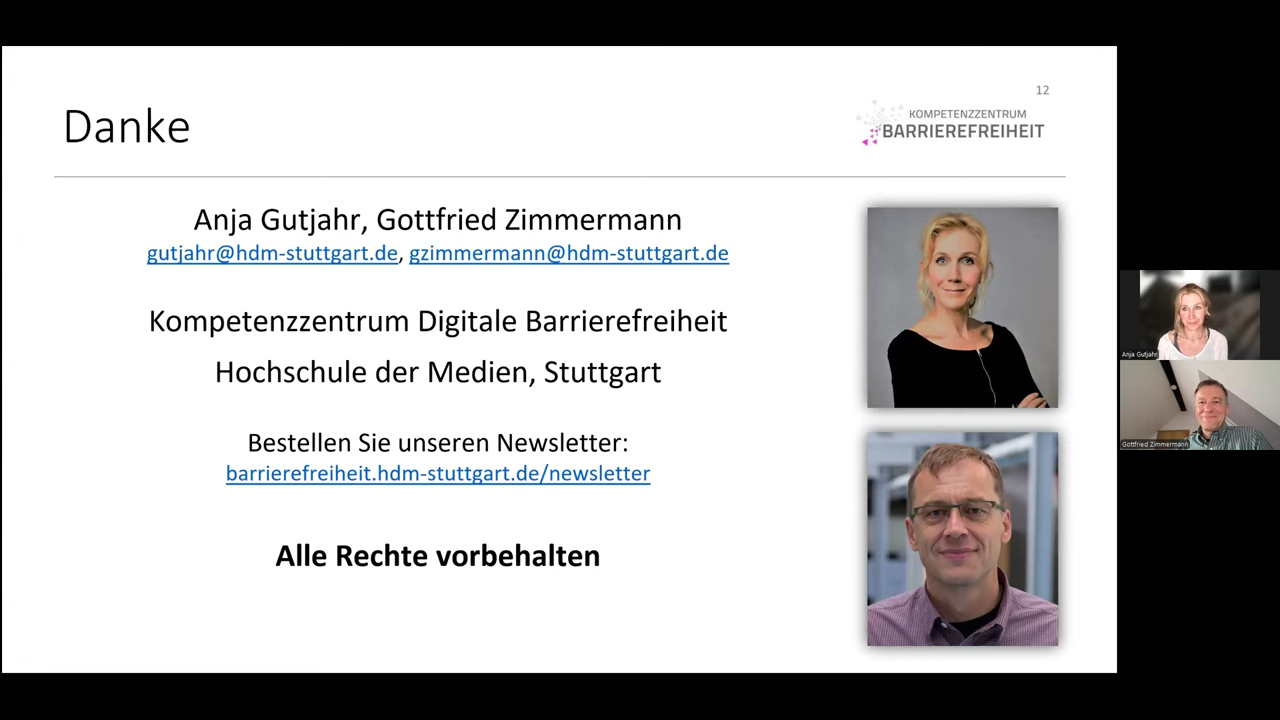 Danke
12
KOMPETENZZENTRUM
BARRIEREFREIHEIT
Anja Gutjahr, Gottfried Zimmermann
gutjahr@hdm-stuttgart.de, gzimmermann@hdm-stuttgart.de
Kompetenzzentrum Digitale Barrierefreiheit
Hochschule der Medien, Stuttgart
Bestellen Sie unseren Newsletter:
barrierefreiheit.hdm-stuttgart.de/newsletter
Alle Rechte vorbehalten
Anja Gutjahr
Gottfried Zimmermann